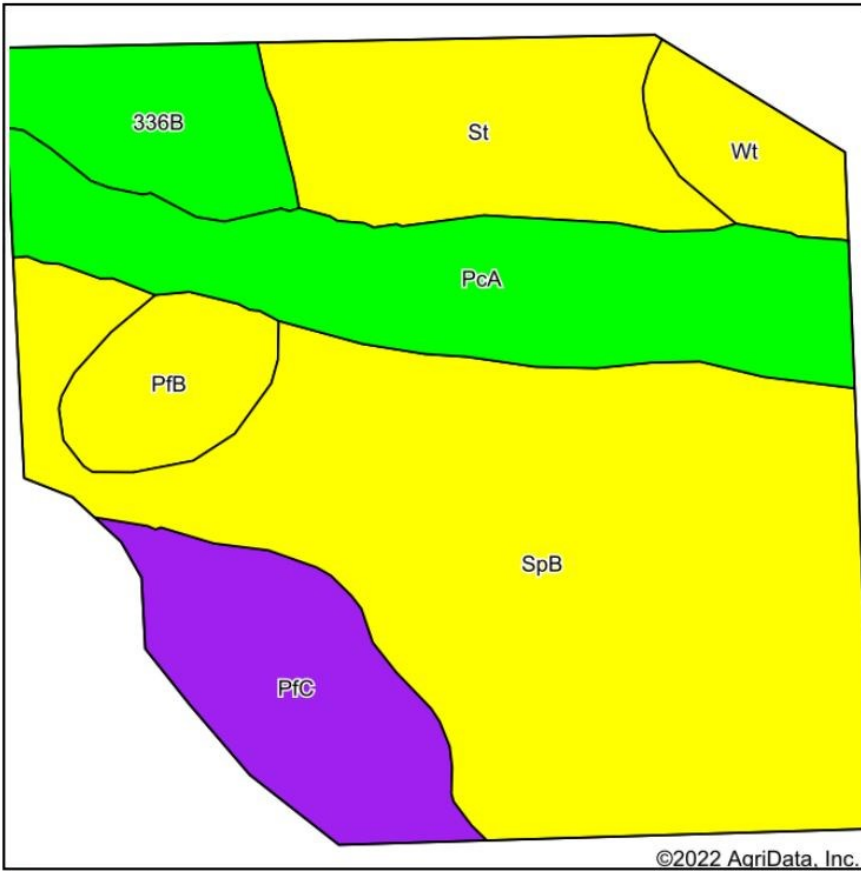 336B
St
Wt
PcA
PfB
SpB
PfC
©2022 AgriData, Inc.